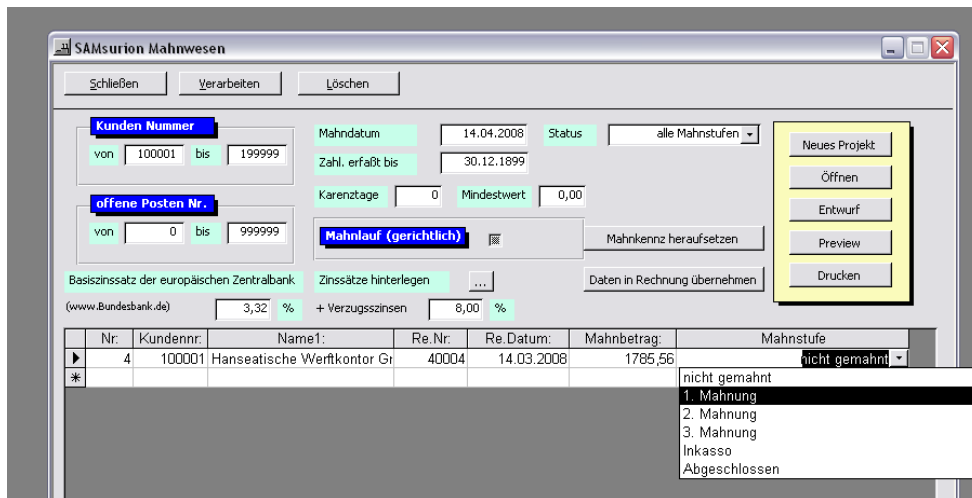 SAMsurion Mahnwesen
Schließen Verarbeiten Löschen
Kunden Nummer
von 100001 bis 199999
offene Posten Nr.
von 0 bis 999999
Mahndatum 14.04.2008 Status alle Mahnstufen
Zahl. erfaßt bis 30.12.1899
Karenztage 0 Mindestwert 0,00
Mahnlauf (gerichtlich)
Mahnkennz heraufsetzen
Neues Projekt
Öffnen
Entwurf
Preview
Drucken
Basiszinssatz der europäischen Zentralbank Zinssätze hinterlegen ... Daten in Rechnung übernehmen
(www.Bundesbank.de) 3,32 % + Verzugsszinsen 8,00 %
Nr: Kundennr: Name1: Re.Nr: Re.Datum: Mahnbetrag: Mahnstufe
4 100001 Hanseatische Werftkontor Gr 40004 14.03.2008 1785,56 nicht gemahnt
nicht gemahnt
1. Mahnung
2. Mahnung
3. Mahnung
Inkasso
Abgeschlossen